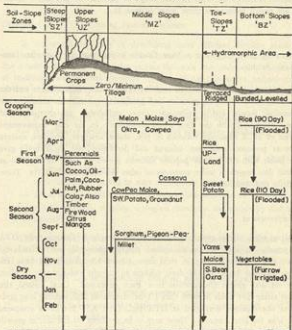 Soil-Slope Zones
Steep Slope 'SZ'
Upper Slopes 'UZ'
Middle Slopes 'MZ'
Toe-Slopes 'TZ'
Bottom Slopes 'BZ'
Hydromorphic Area
Permanent Crops
Zero/Minimum Tillage
Terraced Ridged
Bunded, Levelled
Cropping Season
First Season
Second Season
Dry Season
Mar
Apr
May
Jun
Jul
Aug
Sept
Oct
Nov
Jan
Feb
Perennials
Such As
Cocoa, Oil-
Palm, Coco-
Nut, Rubber
Cola; Also
Timber
Fire Wood
Citrus
Mangos
Melon Maize Soya
Okra, Cowpea
Cassava
CowPea Maize,
SW. Potato, Groundnut
Sorghum, Pigeon-Pea
Millet
Rice
UP-
Land
Sweet
Potato
Yams
Maize
S. Bean
Okra
Rice (90 Day)
(Flooded)
Rice (110 Day)
(Flooded)
Vegetables
(Furrow
Irrigated)